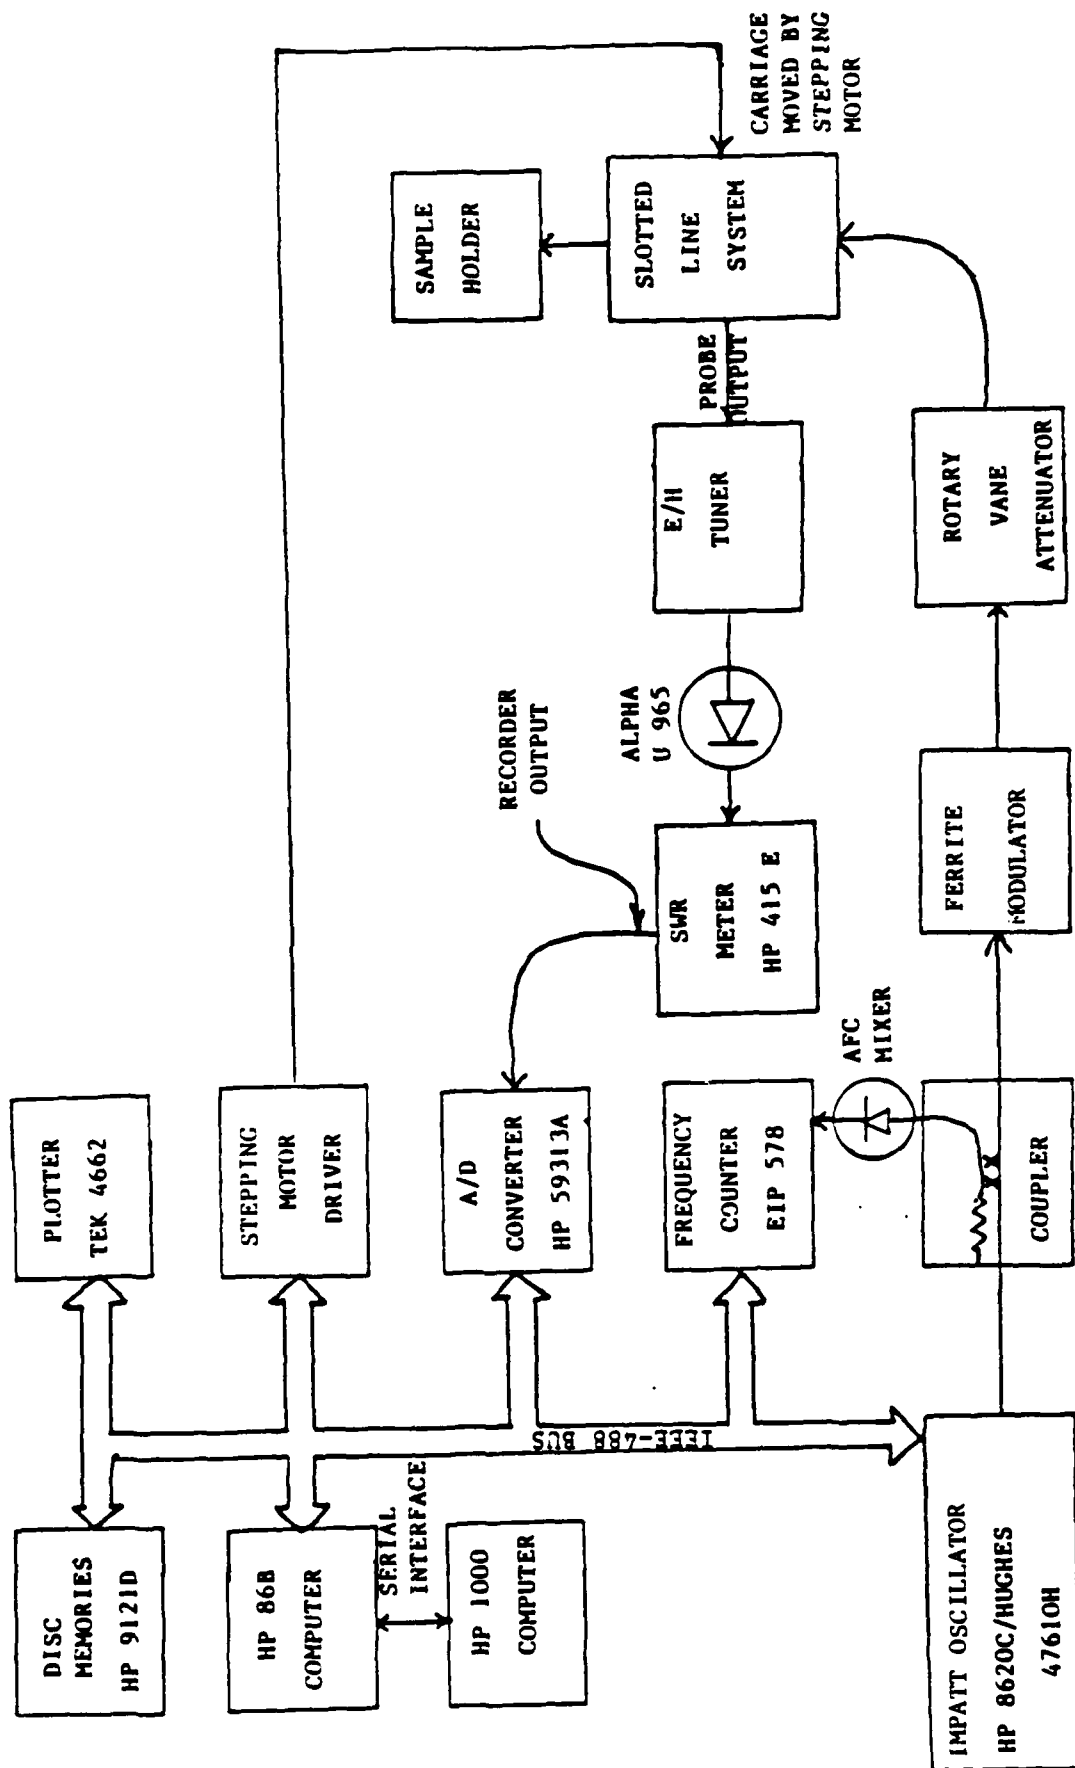 DISC
MEMORIES
HP 9121D
PLOTTER
TEK 4662
HP 86B
COMPUTER
STEPPING
MOTOR
DRIVER
SERIAL
INTERFACE
HP 1000
COMPUTER
IEEE-488 BUS
A/D
CONVERTER
HP 59313A
RECORDER
OUTPUT
SAMPLE
HOLDER
FREQUENCY
COUNTER
EIP 578
SWR
METER
HP 415 E
ALPHA
U 965
E/H
TUNER
PROBE
OUTPUT
SLOTTED
LINE
SYSTEM
CARRIAGE
MOVED BY
STEPPING
MOTOR
AFC
MIXER
IMPATT OSCILLATOR
HP 8620C/HUGHES
47610H
COUPLER
FERRITE
MODULATOR
ROTARY
VANE
ATTENUATOR